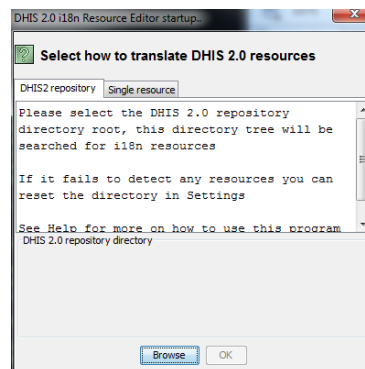 DHIS 2.0 i18n Resource Editor startup..
Select how to translate DHIS 2.0 resources
DHIS2 repository Single resource
Please select the DHIS 2.0 repository
directory root, this directory tree will be
searched for i18n resources
If it fails to detect any resources you can
reset the directory in Settings
See Help for more on how to use this program
DHIS 2.0 repository directory
Browse OK